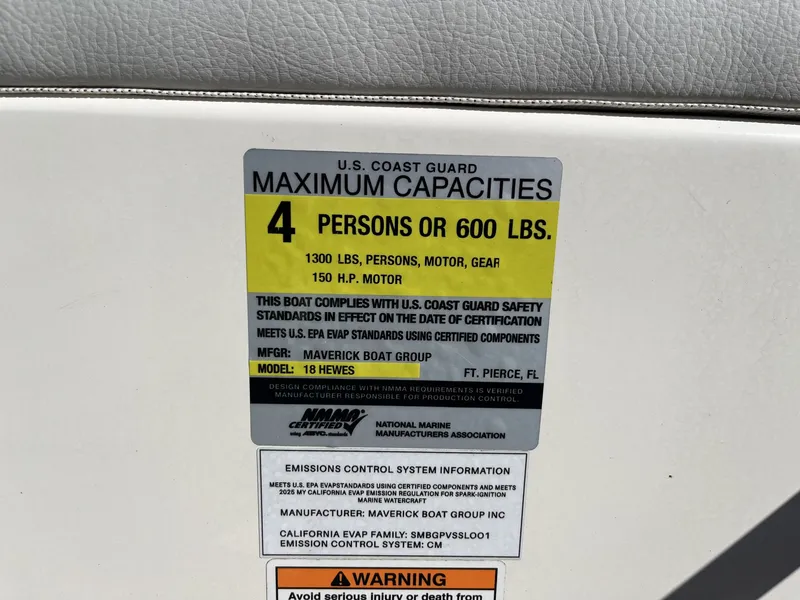 U.S. COAST GUARD
MAXIMUM CAPACITIES
4 PERSONS OR 600 LBS.
1300 LBS, PERSONS, MOTOR, GEAR
150 H.P. MOTOR
THIS BOAT COMPLIES WITH U.S. COAST GUARD SAFETY
STANDARDS IN EFFECT ON THE DATE OF CERTIFICATION
MEETS U.S. EPA EVAP STANDARDS USING CERTIFIED COMPONENTS
MFGR: MAVERICK BOAT GROUP
MODEL: 18 HEWES FT. PIERCE, FL
DESIGN COMPLIANCE WITH NMMA REQUIREMENTS IS VERIFIED
MANUFACTURER RESPONSIBLE FOR PRODUCTION CONTROL.
NMMA
CERTIFIED
using ABYC standards
NATIONAL MARINE
MANUFACTURERS ASSOCIATION
EMISSIONS CONTROL SYSTEM INFORMATION
MEETS U.S. EPA EVAPSTANDARDS USING CERTIFIED COMPONENTS AND MEETS
2025 MY CALIFORNIA EVAP EMISSION REGULATION FOR SPARK-IGNITION
MARINE WATERCRAFT
MANUFACTURER: MAVERICK BOAT GROUP INC
CALIFORNIA EVAP FAMILY: SMBGPVSSLOO1
EMISSION CONTROL SYSTEM: CM
WARNING
Avoid serious injury or death from